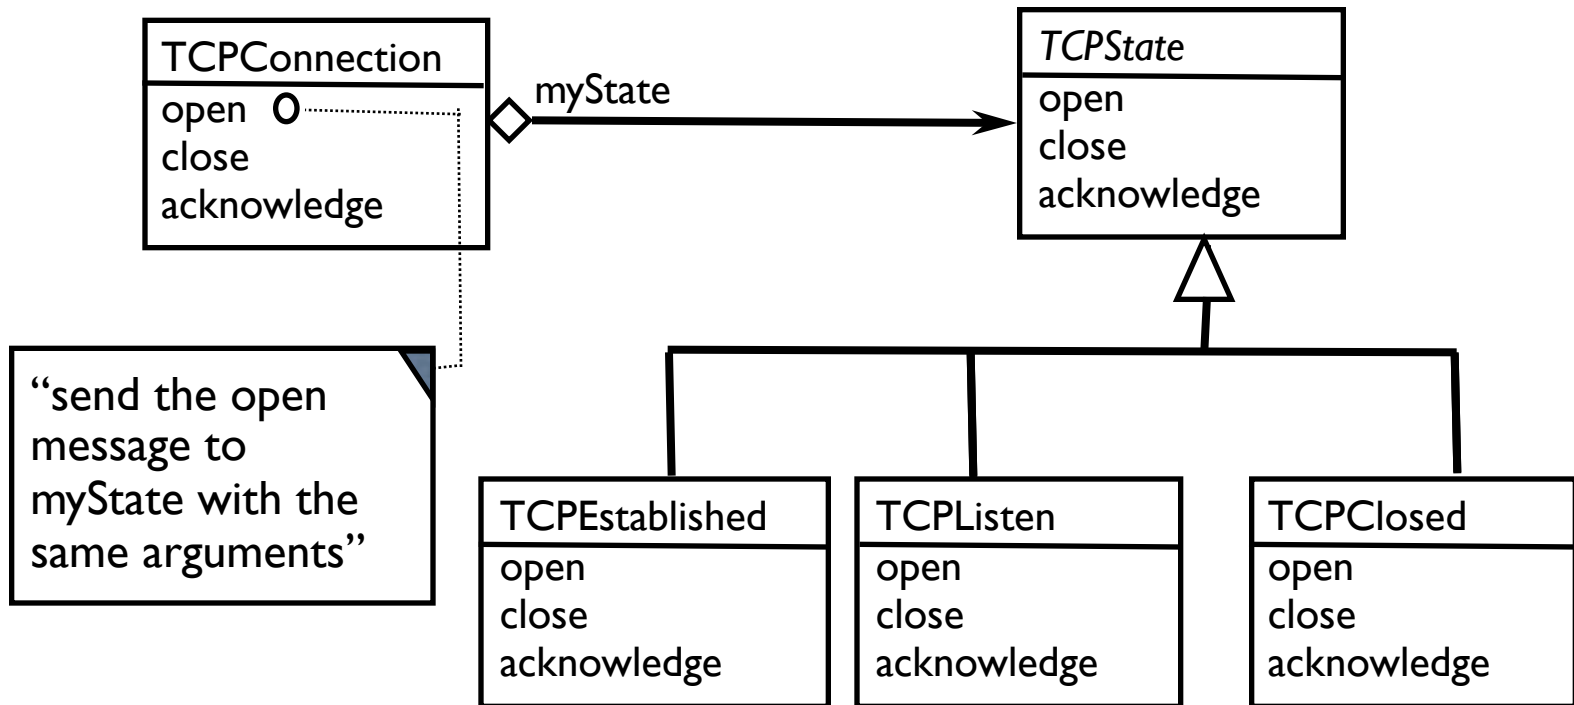 TCPConnection
open
close
acknowledge
myState
TCPState
open
close
acknowledge
“send the open
message to
myState with the
same arguments”
TCPEstablished
open
close
acknowledge
TCPListen
open
close
acknowledge
TCPClosed
open
close
acknowledge